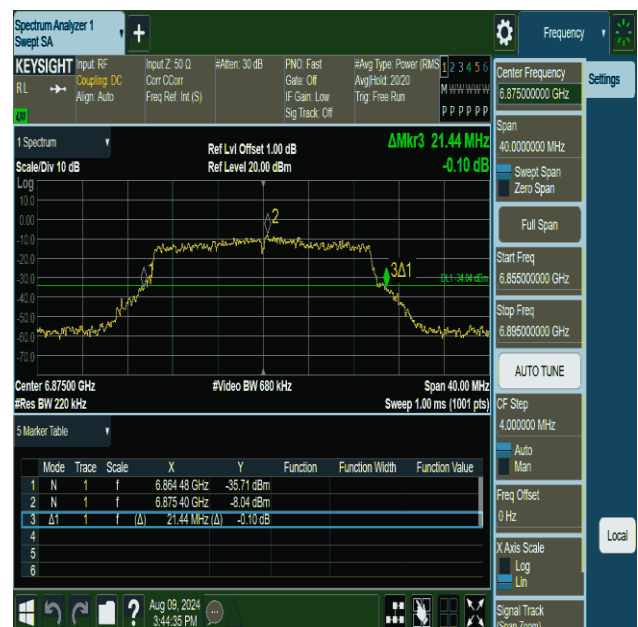 Spectrum Analyzer 1
Swept SA
Frequency
KEYSIGHT
RL
Input: RF
Coupling: DC
Align: Auto
Input Z: 50 Ω
Corr CCorr
Freq Ref: Int (S)
#Atten: 30 dB
PNO: Fast
Gate: Off
IF Gain: Low
Sig Track: Off
#Avg Type: Power (RMS
Avg|Hold: 20/20
Trig: Free Run
1 2 3 4 5 6
M W W W W W
P P P P P P
Center Frequency
6.875000000 GHz
Settings
Span
40.0000000 MHz
Swept Span
Zero Span
Full Span
Start Freq
6.855000000 GHz
Stop Freq
6.895000000 GHz
AUTO TUNE
CF Step
4.000000 MHz
Auto
Man
Freq Offset
0 Hz
X Axis Scale
Log
Lin
Signal Track
(Span Zoom)
Local
1 Spectrum
Scale/Div 10 dB
Ref Lvl Offset 1.00 dB
Ref Level 20.00 dBm
ΔMkr3 21.44 MHz
-0.10 dB
Log
10.0
0.00
-10.0
-20.0
-30.0
-40.0
-50.0
-60.0
-70.0
1
2
3Δ1
DL1 -34.04 dBm
Center 6.87500 GHz
#Video BW 680 kHz
Span 40.00 MHz
#Res BW 220 kHz
Sweep 1.00 ms (1001 pts)
5 Marker Table
Mode Trace Scale X Y Function Function Width Function Value
1 N 1 f 6.864 48 GHz -35.71 dBm
2 N 1 f 6.875 40 GHz -8.04 dBm
3 Δ1 1 f (Δ) 21.44 MHz (Δ) -0.10 dB
4
5
6
?
Aug 09, 2024
3:44:35 PM